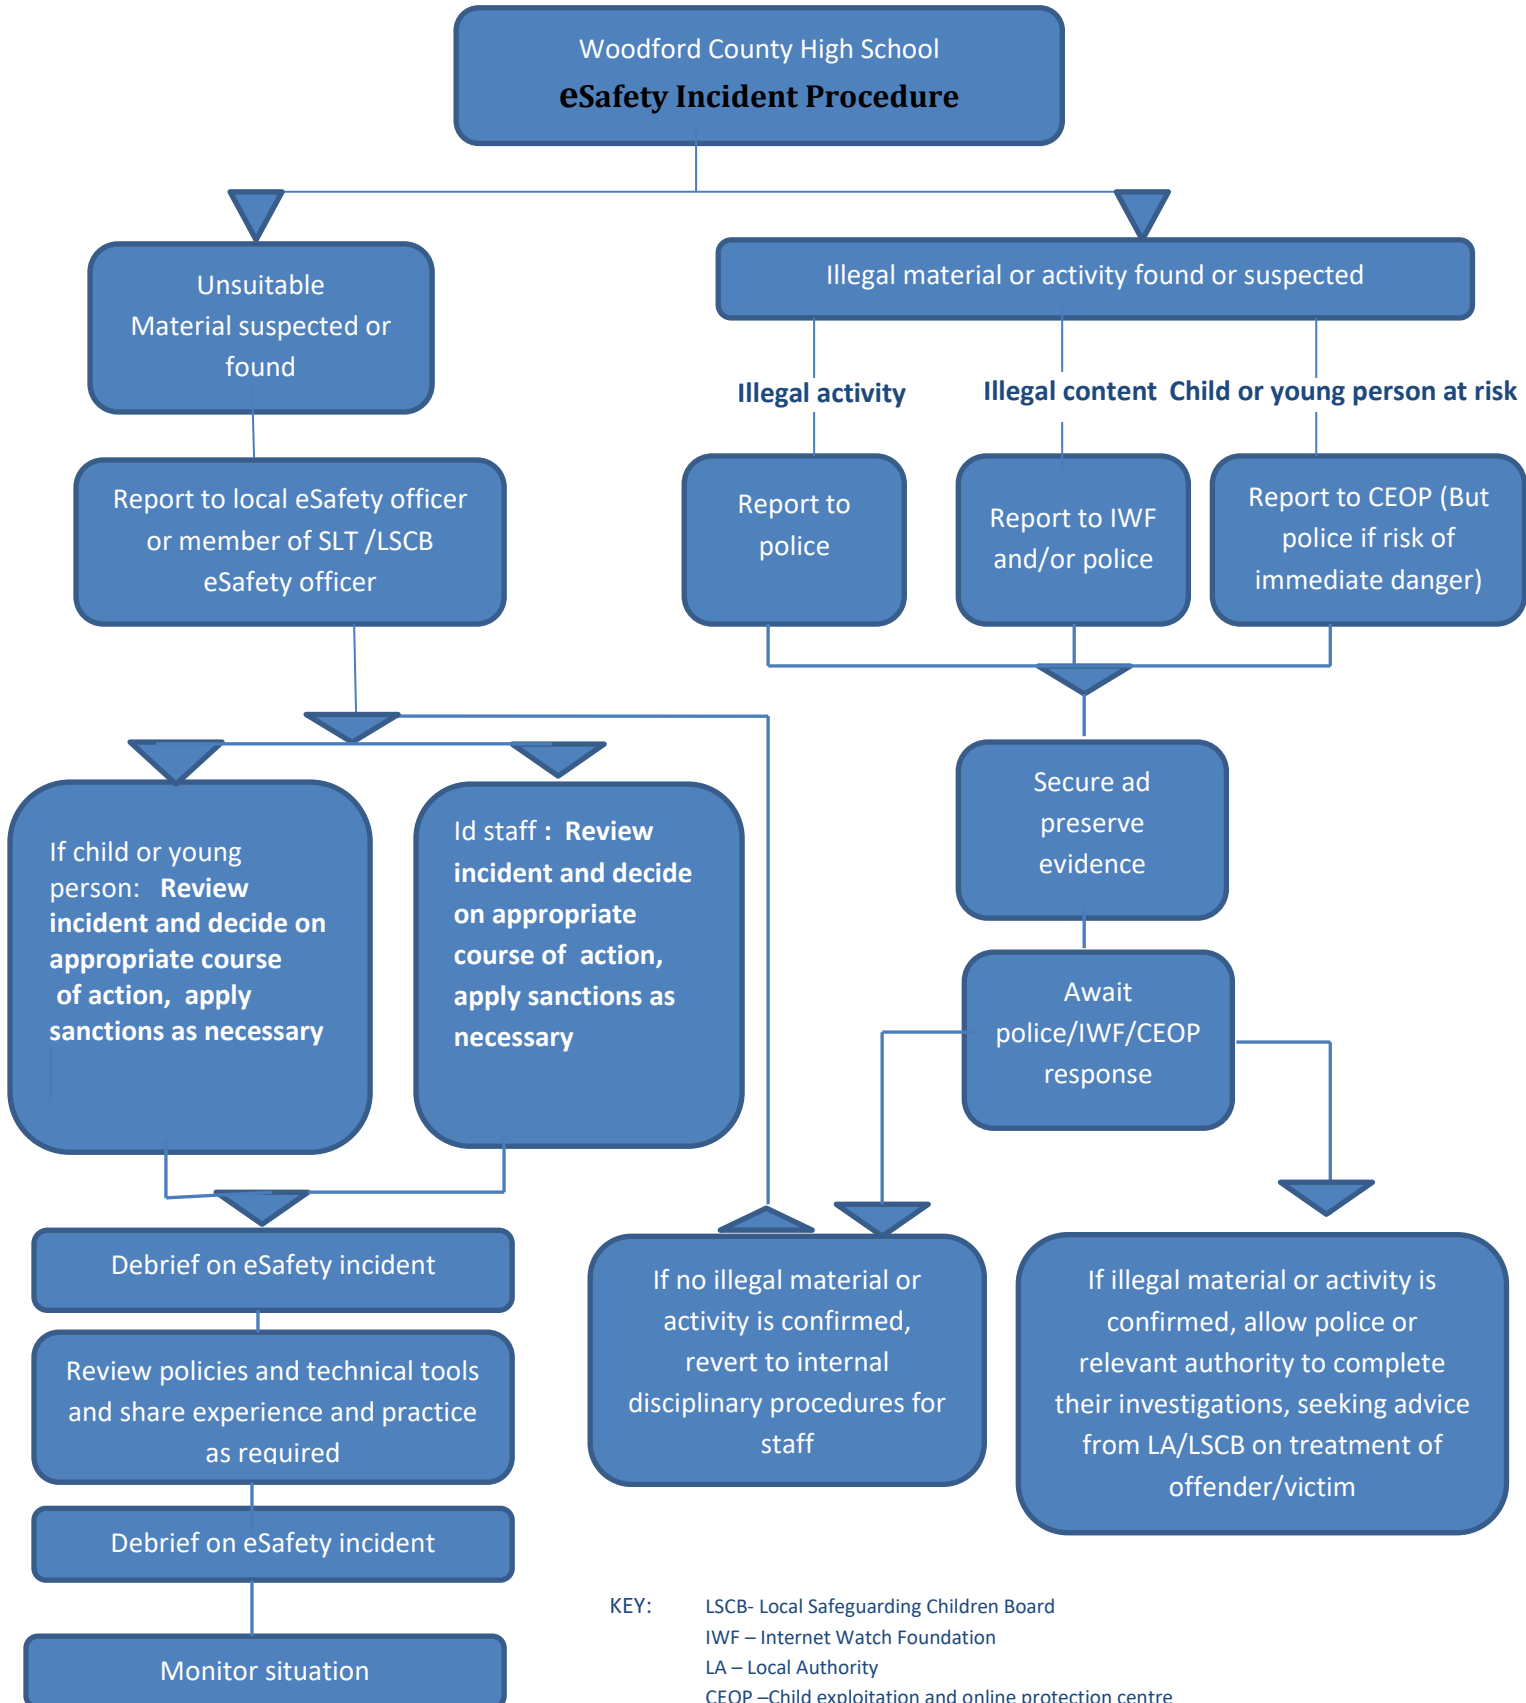 Woodford County High School
eSafety Incident Procedure
Unsuitable
Material suspected or
found
Illegal material or activity found or suspected
Illegal activity
Illegal content
Child or young person at risk
Report to local eSafety officer
or member of SLT /LSCB
eSafety officer
Report to
police
Report to IWF
and/or police
Report to CEOP (But
police if risk of
immediate danger)
Secure ad
preserve
evidence
If child or young
person: Review
incident and decide on
appropriate course
of action, apply
sanctions as necessary
Id staff : Review
incident and decide
on appropriate
course of action,
apply sanctions as
necessary
Await
police/IWF/CEOP
response
Debrief on eSafety incident
Review policies and technical tools
and share experience and practice
as required
Debrief on eSafety incident
Monitor situation
If no illegal material or
activity is confirmed,
revert to internal
disciplinary procedures for
staff
If illegal material or activity is
confirmed, allow police or
relevant authority to complete
their investigations, seeking advice
from LA/LSCB on treatment of
offender/victim
KEY: LSCB- Local Safeguarding Children Board
IWF – Internet Watch Foundation
LA – Local Authority
CEOP –Child exploitation and online protection centre